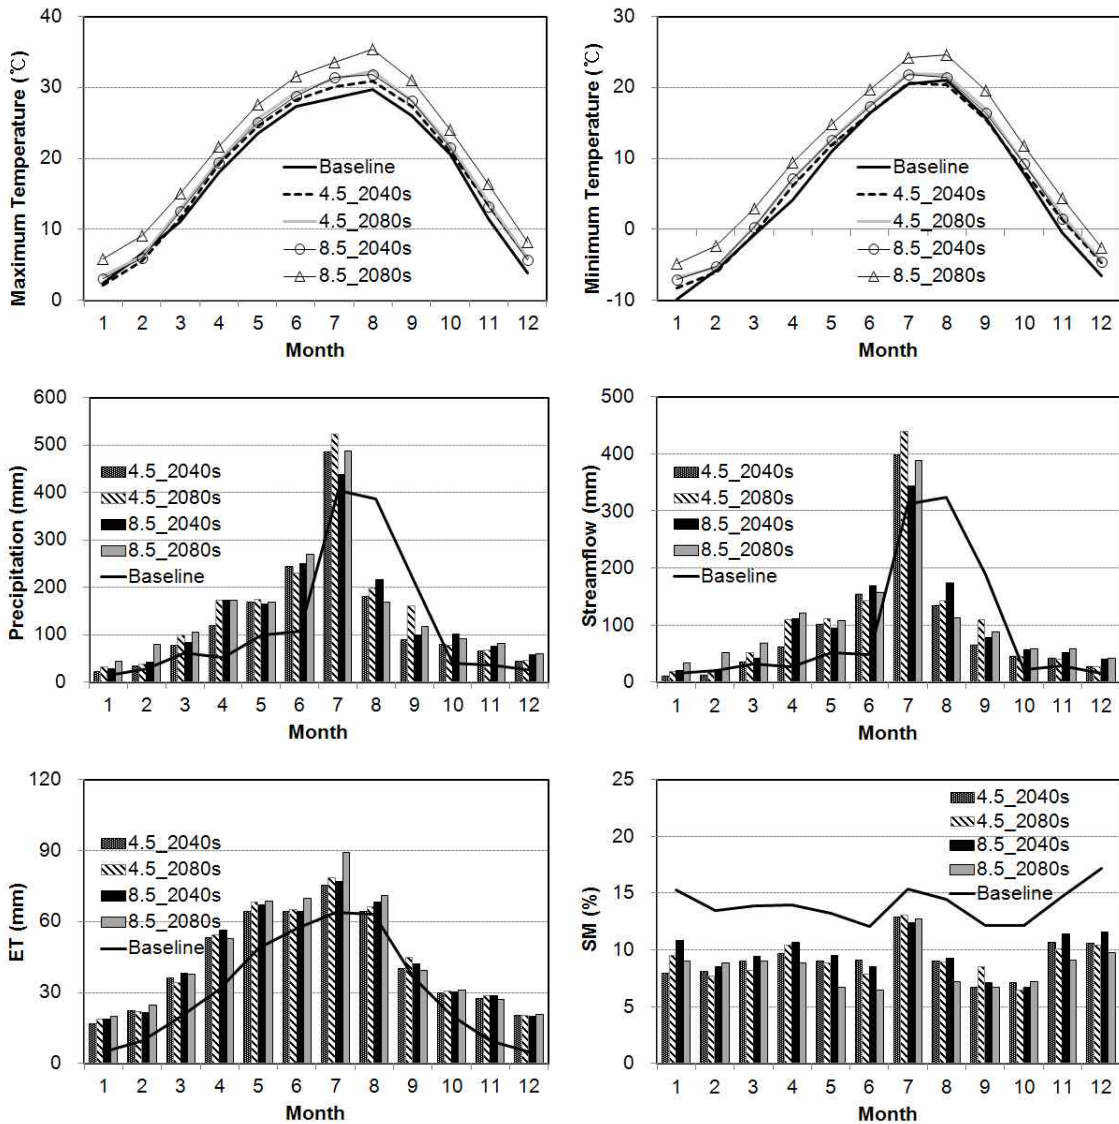 40
30
20
10
0
Maximum Temperature (℃)
Baseline
4.5_2040s
4.5_2080s
8.5_2040s
8.5_2080s
1 2 3 4 5 6 7 8 9 10 11 12
Month
30
20
10
0
-10
Minimum Temperature (℃)
Baseline
4.5_2040s
4.5_2080s
8.5_2040s
8.5_2080s
1 2 3 4 5 6 7 8 9 10 11 12
Month
600
500
400
300
200
100
0
Precipitation (mm)
4.5_2040s
4.5_2080s
8.5_2040s
8.5_2080s
Baseline
1 2 3 4 5 6 7 8 9 10 11 12
Month
500
400
300
200
100
0
Streamflow (mm)
4.5_2040s
4.5_2080s
8.5_2040s
8.5_2080s
Baseline
1 2 3 4 5 6 7 8 9 10 11 12
Month
120
90
60
30
0
ET (mm)
4.5_2040s
4.5_2080s
8.5_2040s
8.5_2080s
Baseline
1 2 3 4 5 6 7 8 9 10 11 12
Month
25
20
15
10
5
0
SM (%)
4.5_2040s
4.5_2080s
8.5_2040s
8.5_2080s
Baseline
1 2 3 4 5 6 7 8 9 10 11 12
Month